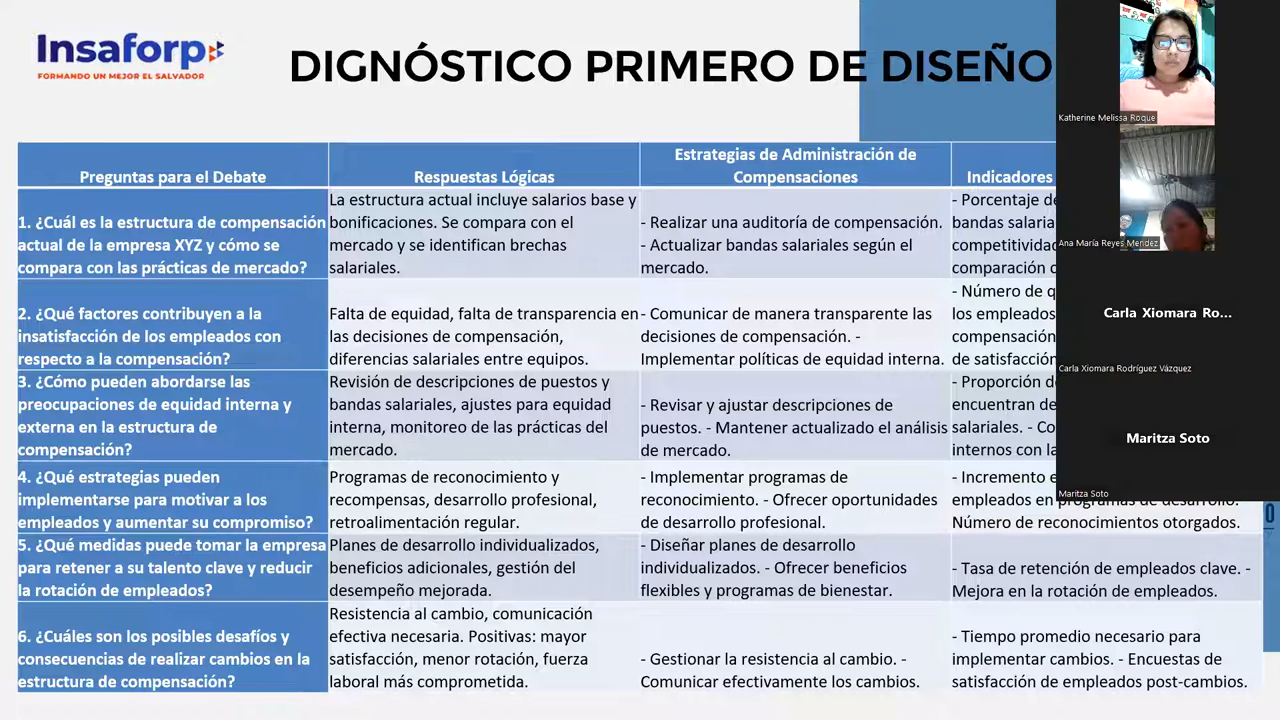 Insaforp
FORMANDO UN MEJOR EL SALVADOR
DIGNÓSTICO PRIMERO DE DISEÑO
Preguntas para el Debate
Respuestas Lógicas
Estrategias de Administración de
Compensaciones
Indicadores
1. ¿Cuál es la estructura de compensación
actual de la empresa XYZ y cómo se
compara con las prácticas de mercado?
La estructura actual incluye salarios base y
bonificaciones. Se compara con el
mercado y se identifican brechas
salariales.
- Realizar una auditoría de compensación.
- Actualizar bandas salariales según el
mercado.
- Porcentaje de
bandas salaria
competitividad
comparación
2. ¿Qué factores contribuyen a la
insatisfacción de los empleados con
respecto a la compensación?
Falta de equidad, falta de transparencia en
las decisiones de compensación,
diferencias salariales entre equipos.
- Comunicar de manera transparente las
decisiones de compensación. -
Implementar políticas de equidad interna.
- Número de q
los empleados
compensación
de satisfacción
3. ¿Cómo pueden abordarse las
preocupaciones de equidad interna y
externa en la estructura de
compensación?
Revisión de descripciones de puestos y
bandas salariales, ajustes para equidad
interna, monitoreo de las prácticas del
mercado.
- Revisar y ajustar descripciones de
puestos. - Mantener actualizado el análisis
de mercado.
- Proporción de
encuentran de
salariales. - Co
internos con la
4. ¿Qué estrategias pueden
implementarse para motivar a los
empleados y aumentar su compromiso?
Programas de reconocimiento y
recompensas, desarrollo profesional,
retroalimentación regular.
- Implementar programas de
reconocimiento. - Ofrecer oportunidades
de desarrollo profesional.
- Incremento e
empleados en programas de desarrollo.
Número de reconocimientos otorgados.
5. ¿Qué medidas puede tomar la empresa
para retener a su talento clave y reducir
la rotación de empleados?
Planes de desarrollo individualizados,
beneficios adicionales, gestión del
desempeño mejorada.
- Diseñar planes de desarrollo
individualizados. - Ofrecer beneficios
flexibles y programas de bienestar.
- Tasa de retención de empleados clave. -
Mejora en la rotación de empleados.
6. ¿Cuáles son los posibles desafíos y
consecuencias de realizar cambios en la
estructura de compensación?
Resistencia al cambio, comunicación
efectiva necesaria. Positivas: mayor
satisfacción, menor rotación, fuerza
laboral más comprometida.
- Gestionar la resistencia al cambio. -
Comunicar efectivamente los cambios.
- Tiempo promedio necesario para
implementar cambios. - Encuestas de
satisfacción de empleados post-cambios.
Katherine Melissa Roque
Ana María Reyes Mendez
Carla Xiomara Ro...
Carla Xiomara Rodríguez Vázquez
Maritza Soto
Maritza Soto